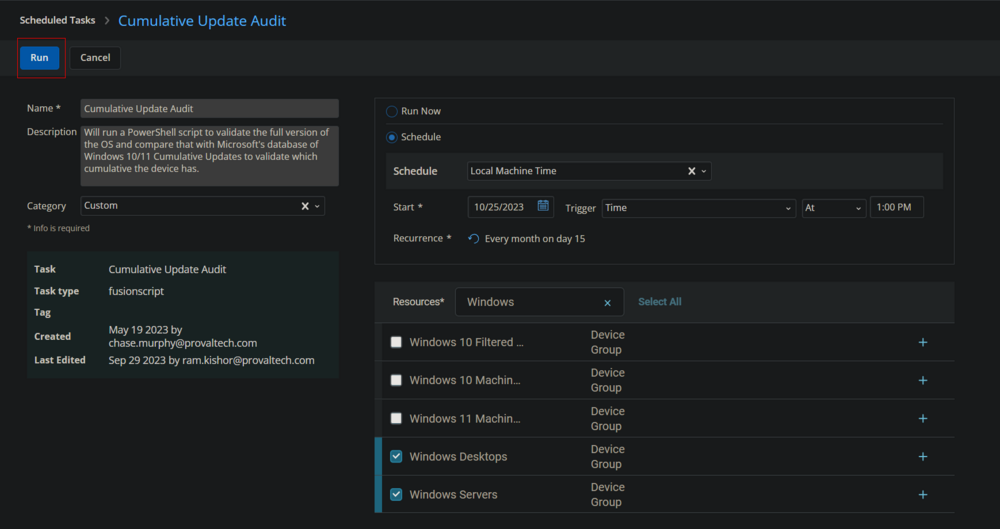 Scheduled Tasks > Cumulative Update Audit
Run Cancel
Name * Cumulative Update Audit
Description Will run a PowerShell script to validate the full version of
the OS and compare that with Microsoft's database of
Windows 10/11 Cumulative Updates to validate which
cumulative the device has.
Category Custom
* Info is required
Task Cumulative Update Audit
Task type fusionscript
Tag
Created May 19 2023 by
chase.murphy@provaltech.com
Last Edited Sep 29 2023 by ram.kishor@provaltech.com
Run Now
Schedule
Schedule Local Machine Time
Start * 10/25/2023 Trigger Time At 1:00 PM
Recurrence * Every month on day 15
Resources* Windows Select All
Windows 10 Filtered ... Device
Group
Windows 10 Machin... Device
Group
Windows 11 Machin... Device
Group
Windows Desktops Device
Group
Windows Servers Device
Group